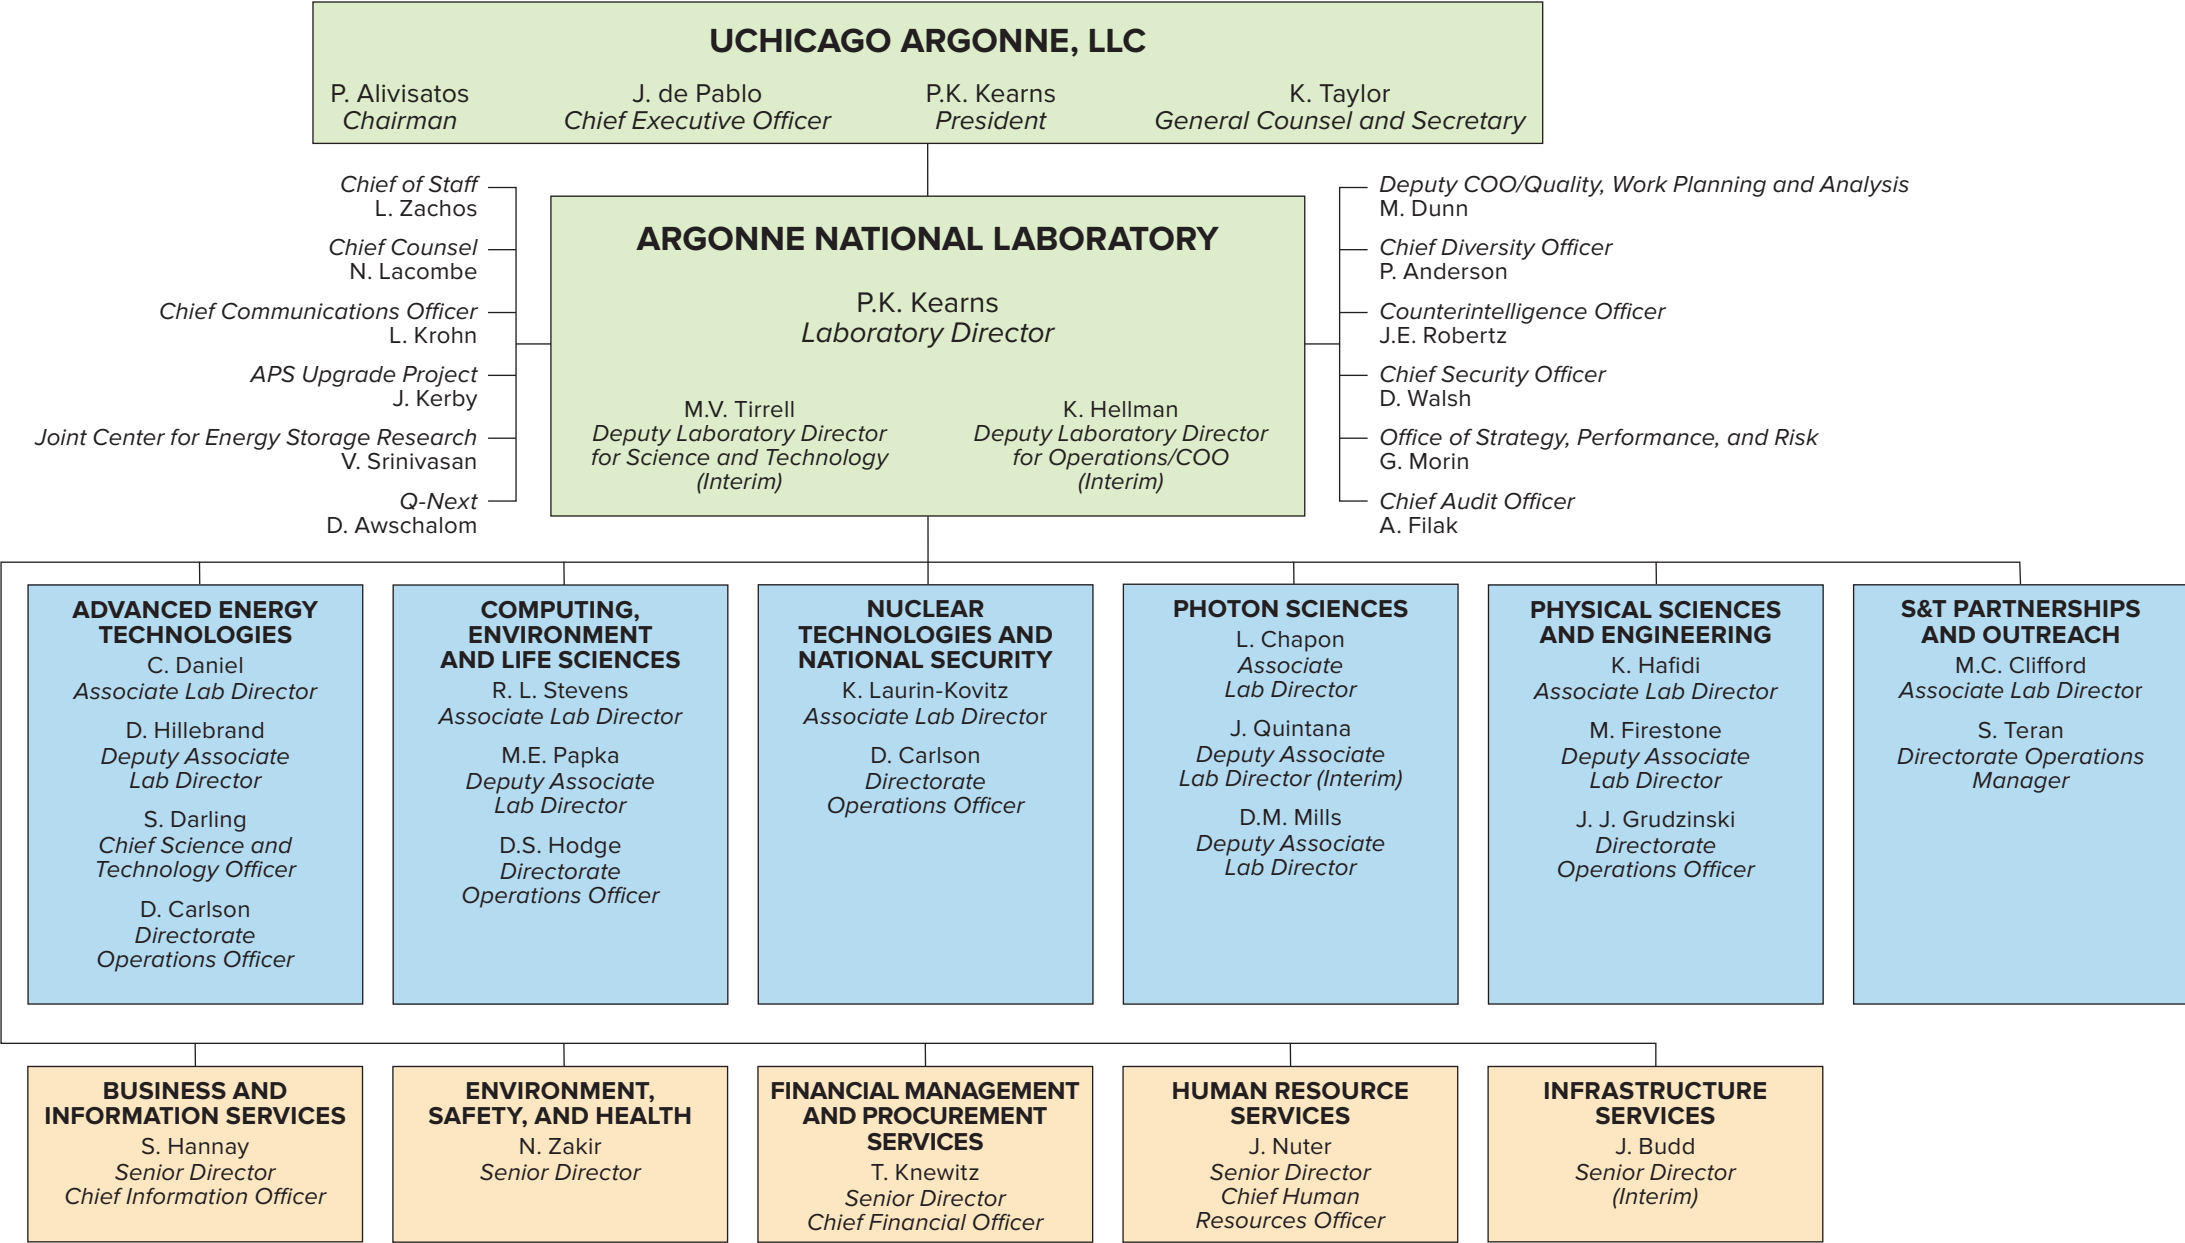 UCHICAGO ARGONNE, LLC
P. Alivisatos
Chairman
J. de Pablo
Chief Executive Officer
P.K. Kearns
President
K. Taylor
General Counsel and Secretary
Chief of Staff
L. Zachos
Chief Counsel
N. Lacombe
Chief Communications Officer
L. Krohn
APS Upgrade Project
J. Kerby
Joint Center for Energy Storage Research
V. Srinivasan
Q-Next
D. Awschalom
ARGONNE NATIONAL LABORATORY
P.K. Kearns
Laboratory Director
M.V. Tirrell
Deputy Laboratory Director
for Science and Technology
(Interim)
K. Hellman
Deputy Laboratory Director
for Operations/COO
(Interim)
Deputy COO/Quality, Work Planning and Analysis
M. Dunn
Chief Diversity Officer
P. Anderson
Counterintelligence Officer
J.E. Robertz
Chief Security Officer
D. Walsh
Office of Strategy, Performance, and Risk
G. Morin
Chief Audit Officer
A. Filak
ADVANCED ENERGY
TECHNOLOGIES
C. Daniel
Associate Lab Director
D. Hillebrand
Deputy Associate
Lab Director
S. Darling
Chief Science and
Technology Officer
D. Carlson
Directorate
Operations Officer
COMPUTING,
ENVIRONMENT
AND LIFE SCIENCES
R. L. Stevens
Associate Lab Director
M.E. Papka
Deputy Associate
Lab Director
D.S. Hodge
Directorate
Operations Officer
NUCLEAR
TECHNOLOGIES AND
NATIONAL SECURITY
K. Laurin-Kovitz
Associate Lab Director
D. Carlson
Directorate
Operations Officer
PHOTON SCIENCES
L. Chapon
Associate
Lab Director
J. Quintana
Deputy Associate
Lab Director (Interim)
D.M. Mills
Deputy Associate
Lab Director
PHYSICAL SCIENCES
AND ENGINEERING
K. Hafidi
Associate Lab Director
M. Firestone
Deputy Associate
Lab Director
J. J. Grudzinski
Directorate
Operations Officer
S&T PARTNERSHIPS
AND OUTREACH
M.C. Clifford
Associate Lab Director
S. Teran
Directorate Operations
Manager
BUSINESS AND
INFORMATION SERVICES
S. Hannay
Senior Director
Chief Information Officer
ENVIRONMENT,
SAFETY, AND HEALTH
N. Zakir
Senior Director
FINANCIAL MANAGEMENT
AND PROCUREMENT
SERVICES
T. Knewitz
Senior Director
Chief Financial Officer
HUMAN RESOURCE
SERVICES
J. Nuter
Senior Director
Chief Human
Resources Officer
INFRASTRUCTURE
SERVICES
J. Budd
Senior Director
(Interim)